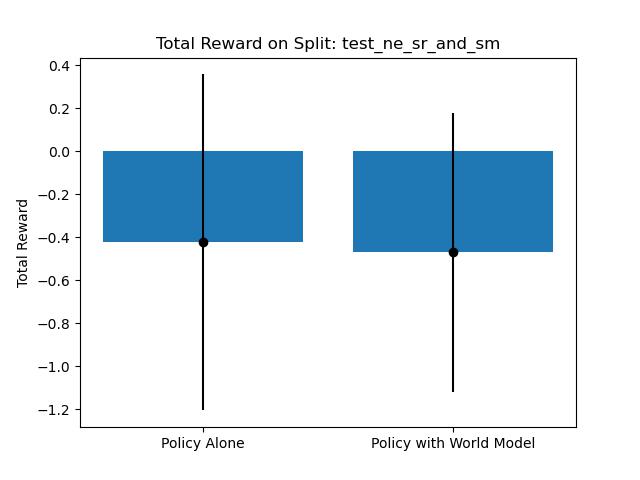 Total Reward on Split: test_ne_sr_and_sm
Total Reward
0.4
0.2
0.0
−0.2
−0.4
−0.6
−0.8
−1.0
−1.2
Policy Alone
Policy with World Model